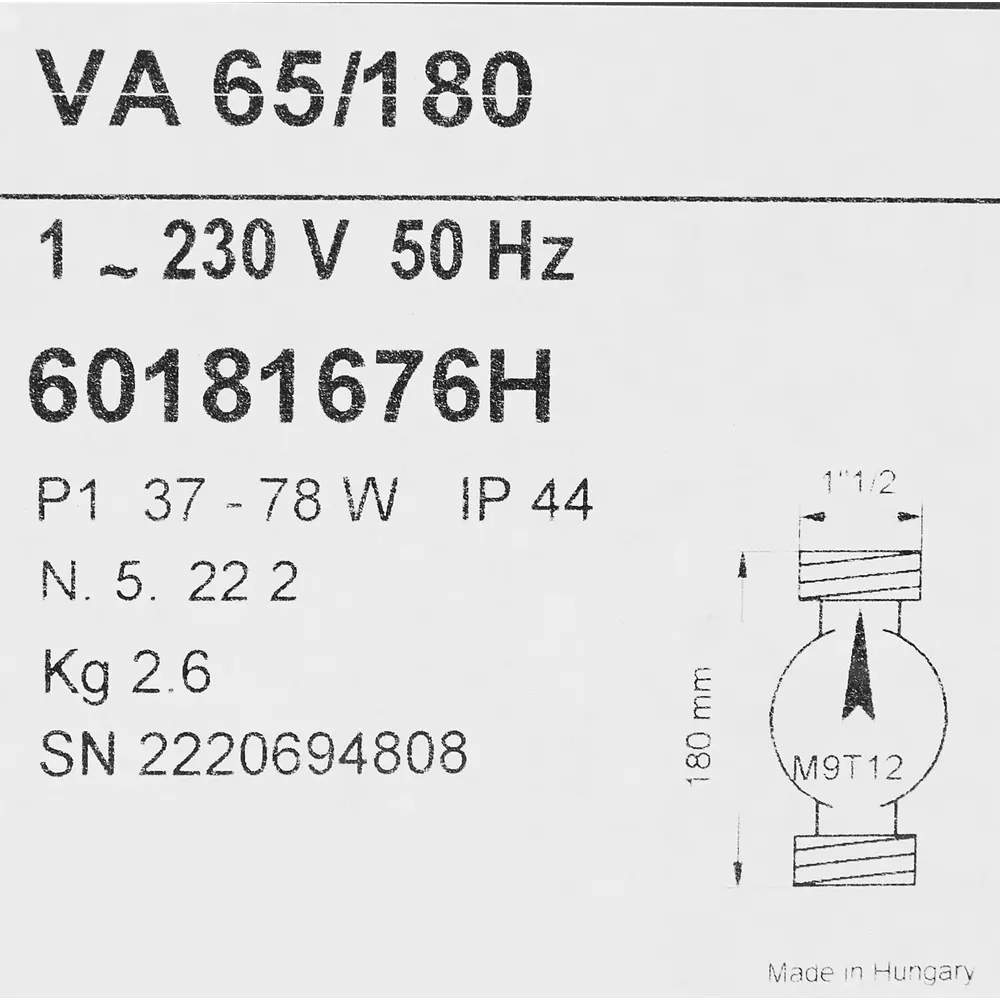 VA 65/180
1 ~ 230 V 50 Hz
60181676H
P1 37 - 78 W IP 44
N. 5. 22 2
Kg 2.6
SN 2220694808
1"1/2
180 mm
M9T12
Made in Hungary